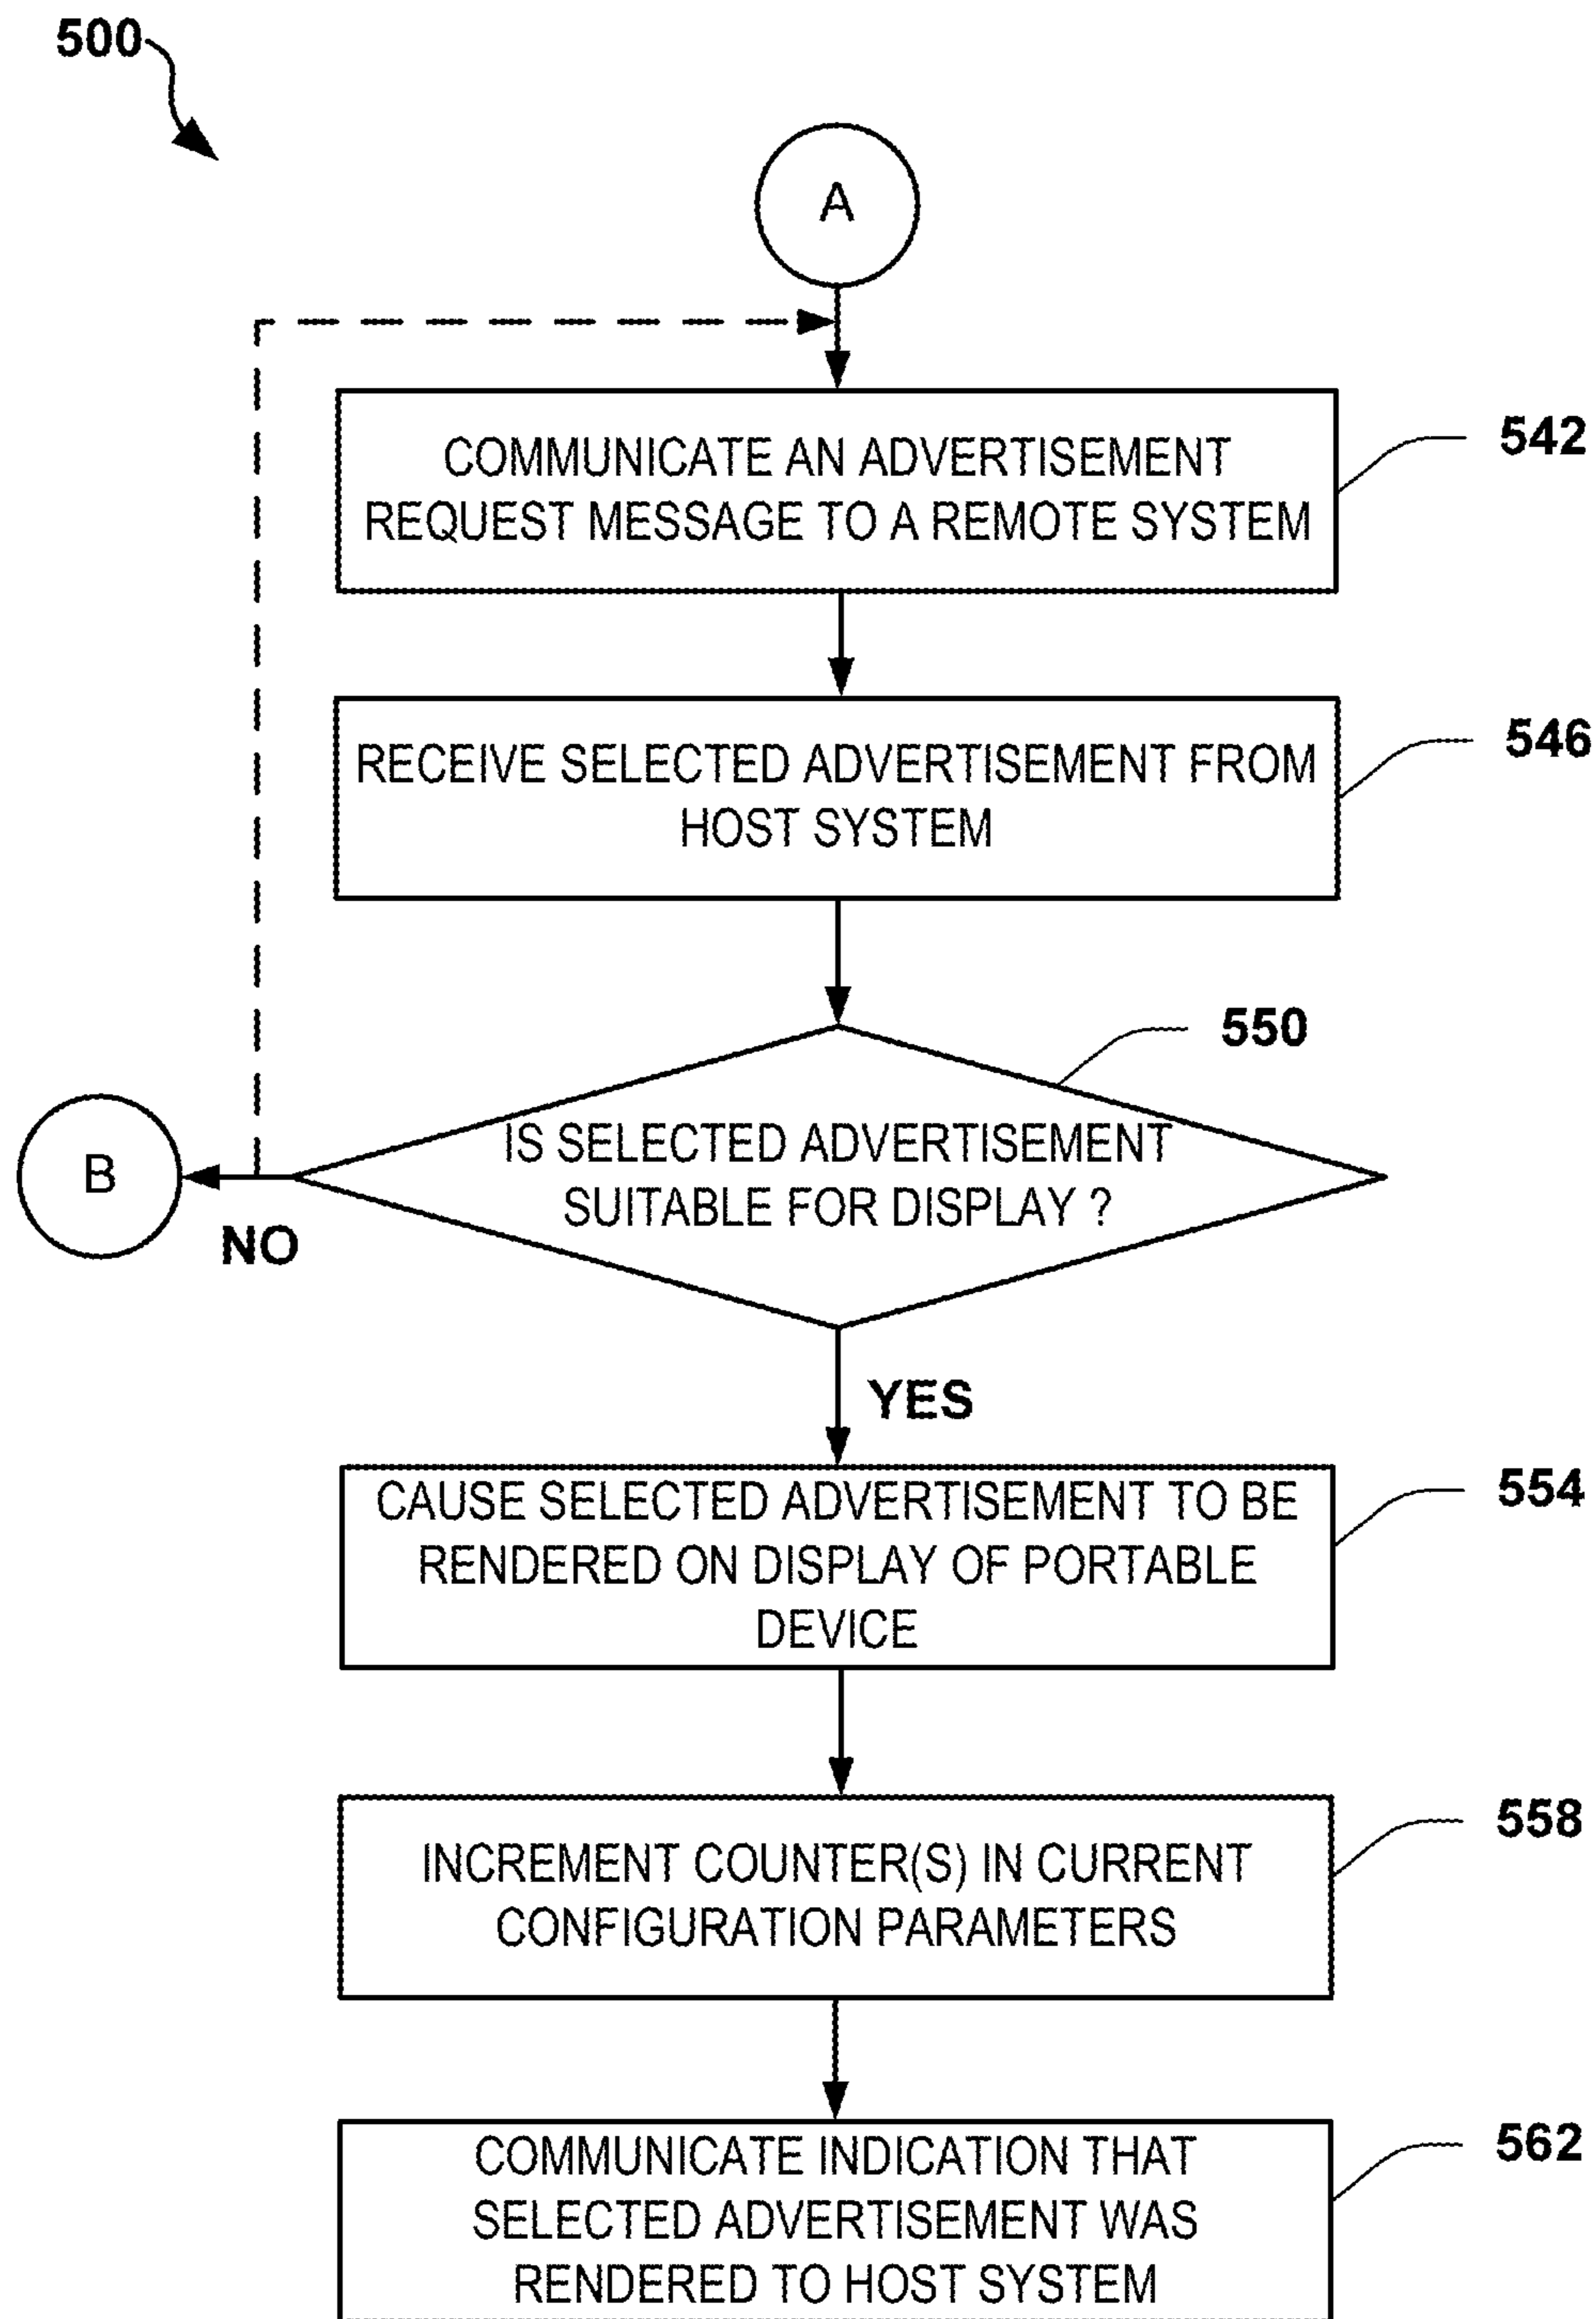 500
A
COMMUNICATE AN ADVERTISEMENT
REQUEST MESSAGE TO A REMOTE SYSTEM
542
RECEIVE SELECTED ADVERTISEMENT FROM
HOST SYSTEM
546
550
IS SELECTED ADVERTISEMENT
SUITABLE FOR DISPLAY ?
B
NO
YES
CAUSE SELECTED ADVERTISEMENT TO BE
RENDERED ON DISPLAY OF PORTABLE
DEVICE
554
INCREMENT COUNTER(S) IN CURRENT
CONFIGURATION PARAMETERS
558
COMMUNICATE INDICATION THAT
SELECTED ADVERTISEMENT WAS
RENDERED TO HOST SYSTEM
562